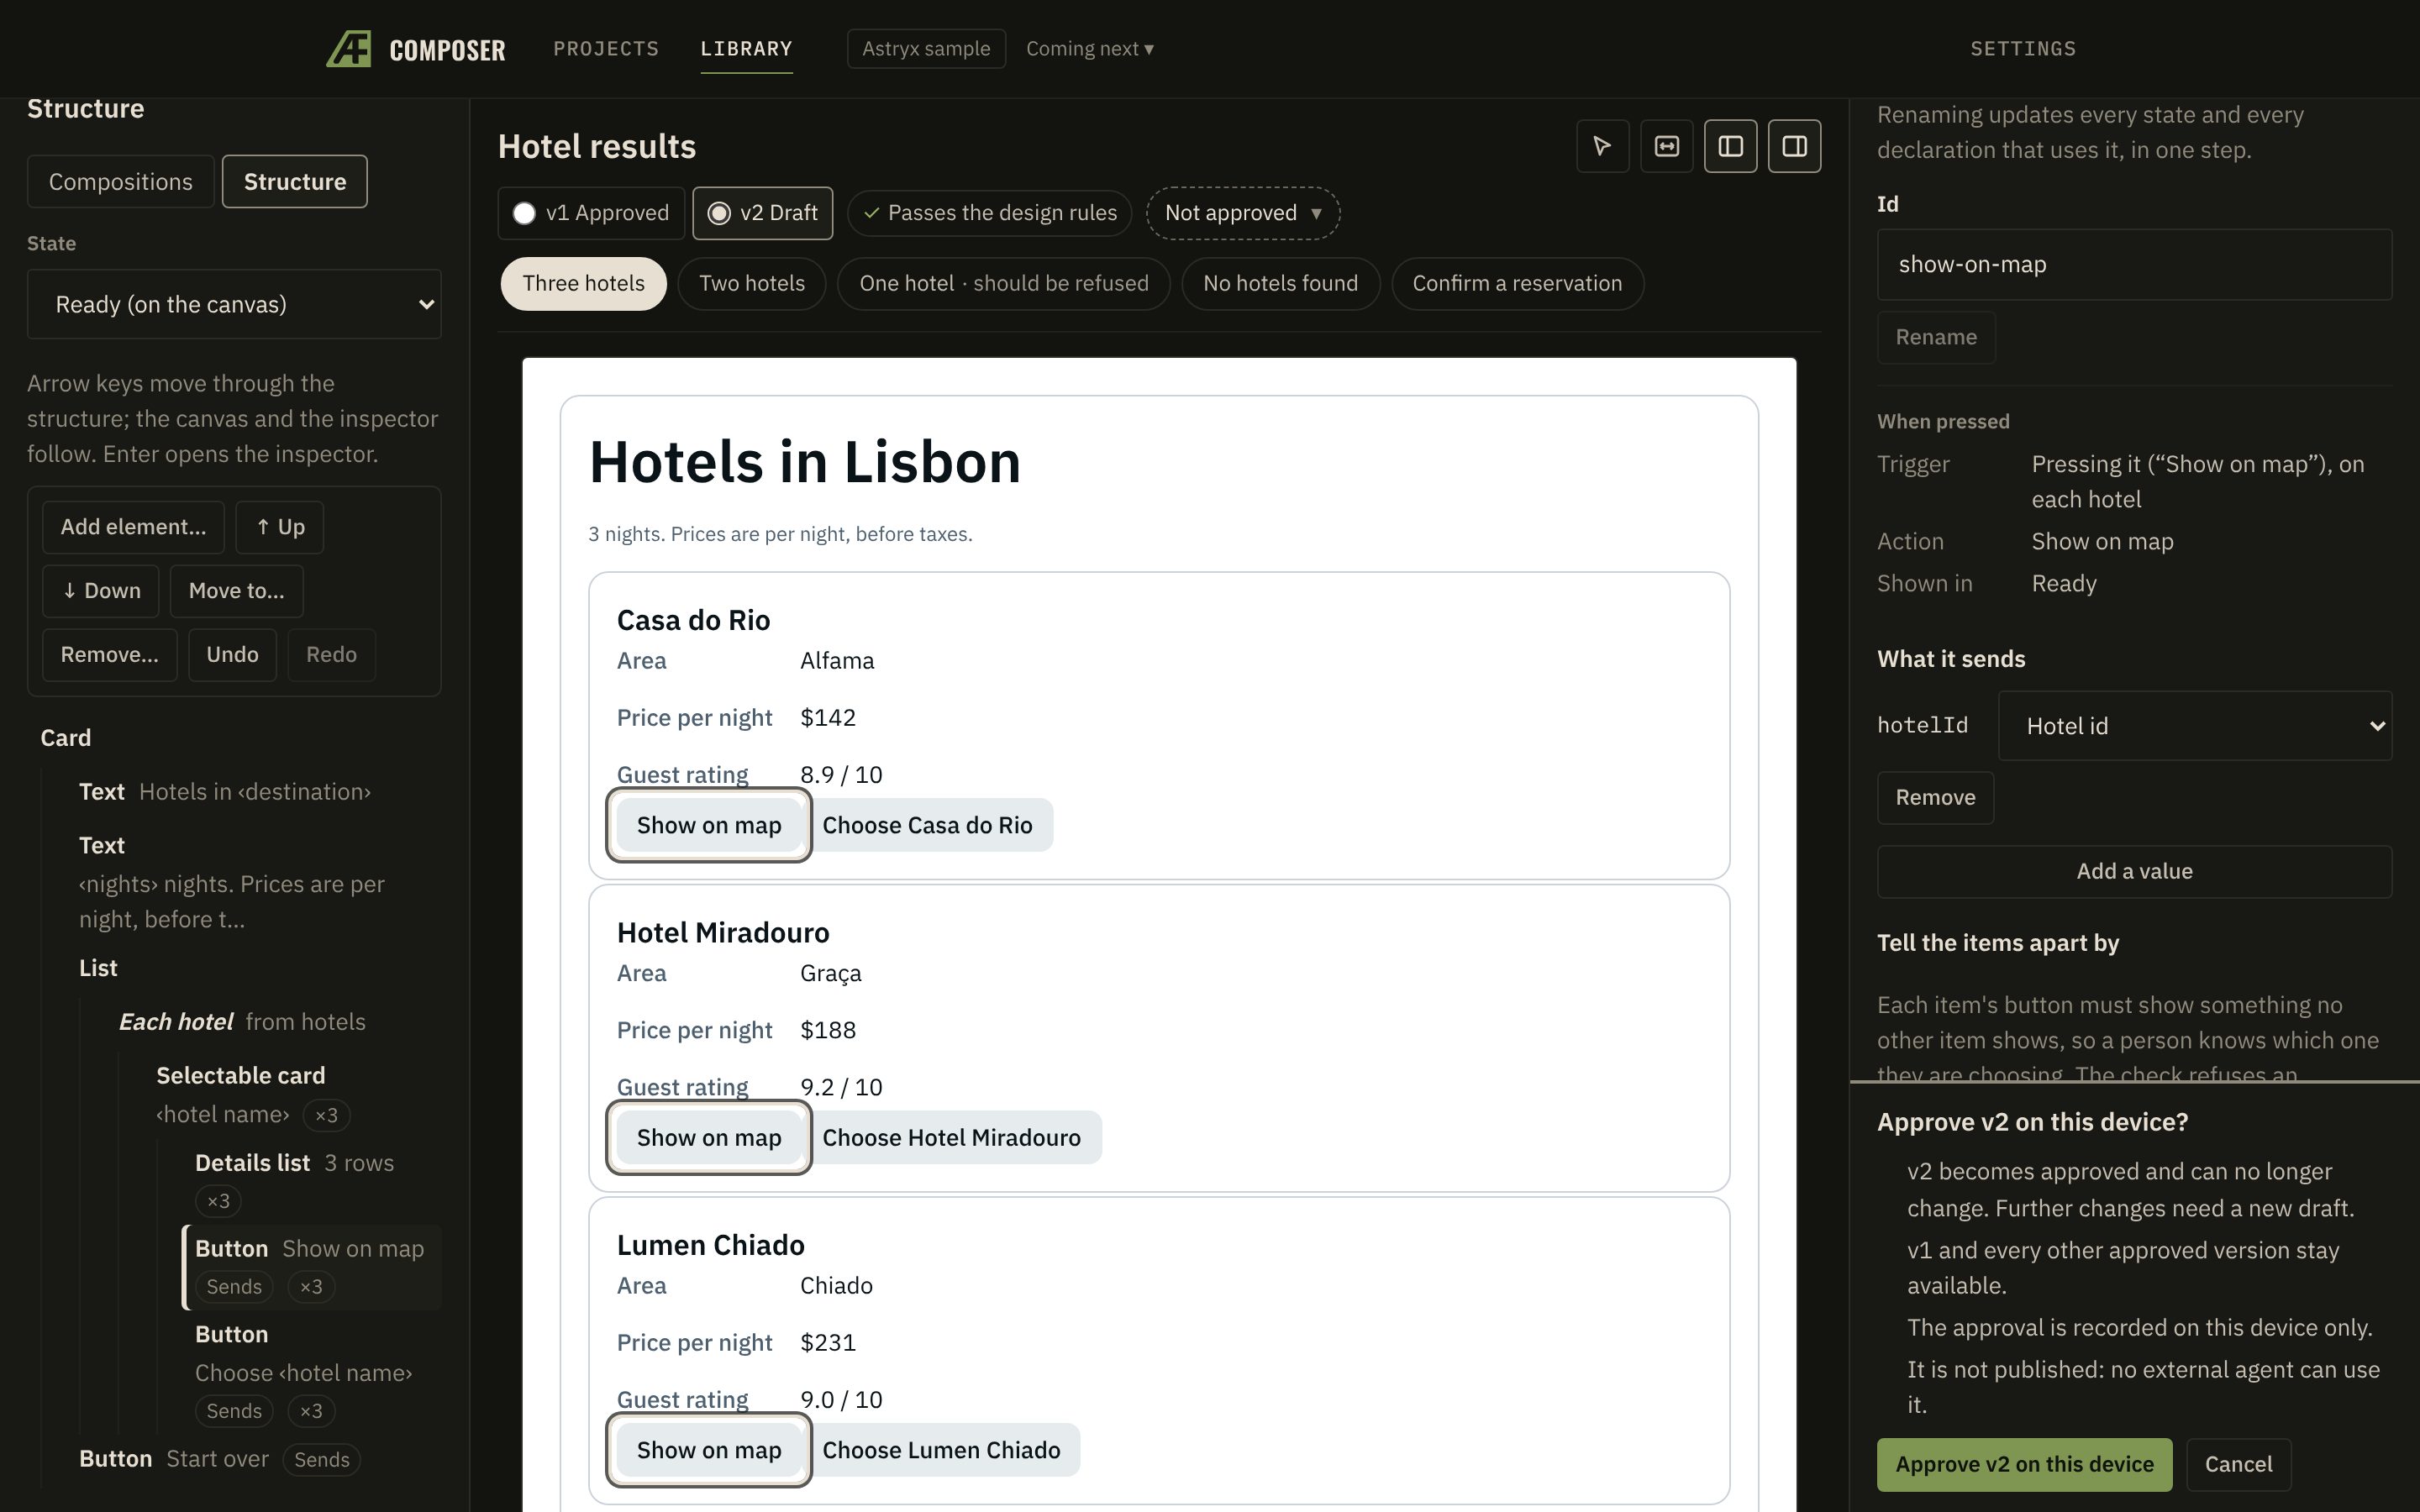 COMPOSER
PROJECTS
LIBRARY
Astryx sample
Coming next ▾
SETTINGS
Structure
Compositions
Structure
State
Ready (on the canvas)
Arrow keys move through the
structure; the canvas and the inspector
follow. Enter opens the inspector.
Add element...
↑ Up
↓ Down
Move to...
Remove...
Undo
Redo
Card
Text Hotels in ‹destination›
Text
‹nights› nights. Prices are per
night, before t...
List
Each hotel from hotels
Selectable card
‹hotel name› ×3
Details list 3 rows
×3
Button Show on map
Sends ×3
Button
Choose ‹hotel name›
Sends ×3
Button Start over Sends
Hotel results
v1 Approved
v2 Draft
✓ Passes the design rules
Not approved ▾
Three hotels
Two hotels
One hotel · should be refused
No hotels found
Confirm a reservation
Hotels in Lisbon
3 nights. Prices are per night, before taxes.
Casa do Rio
Area Alfama
Price per night $142
Guest rating 8.9 / 10
Show on map
Choose Casa do Rio
Hotel Miradouro
Area Graça
Price per night $188
Guest rating 9.2 / 10
Show on map
Choose Hotel Miradouro
Lumen Chiado
Area Chiado
Price per night $231
Guest rating 9.0 / 10
Show on map
Choose Lumen Chiado
Renaming updates every state and every
declaration that uses it, in one step.
Id
show-on-map
Rename
When pressed
Trigger Pressing it (“Show on map”), on
each hotel
Action Show on map
Shown in Ready
What it sends
hotelId Hotel id
Remove
Add a value
Tell the items apart by
Each item's button must show something no
other item shows, so a person knows which one
they are choosing. The check refuses an
Approve v2 on this device?
v2 becomes approved and can no longer
change. Further changes need a new draft.
v1 and every other approved version stay
available.
The approval is recorded on this device only.
It is not published: no external agent can use
it.
Approve v2 on this device
Cancel